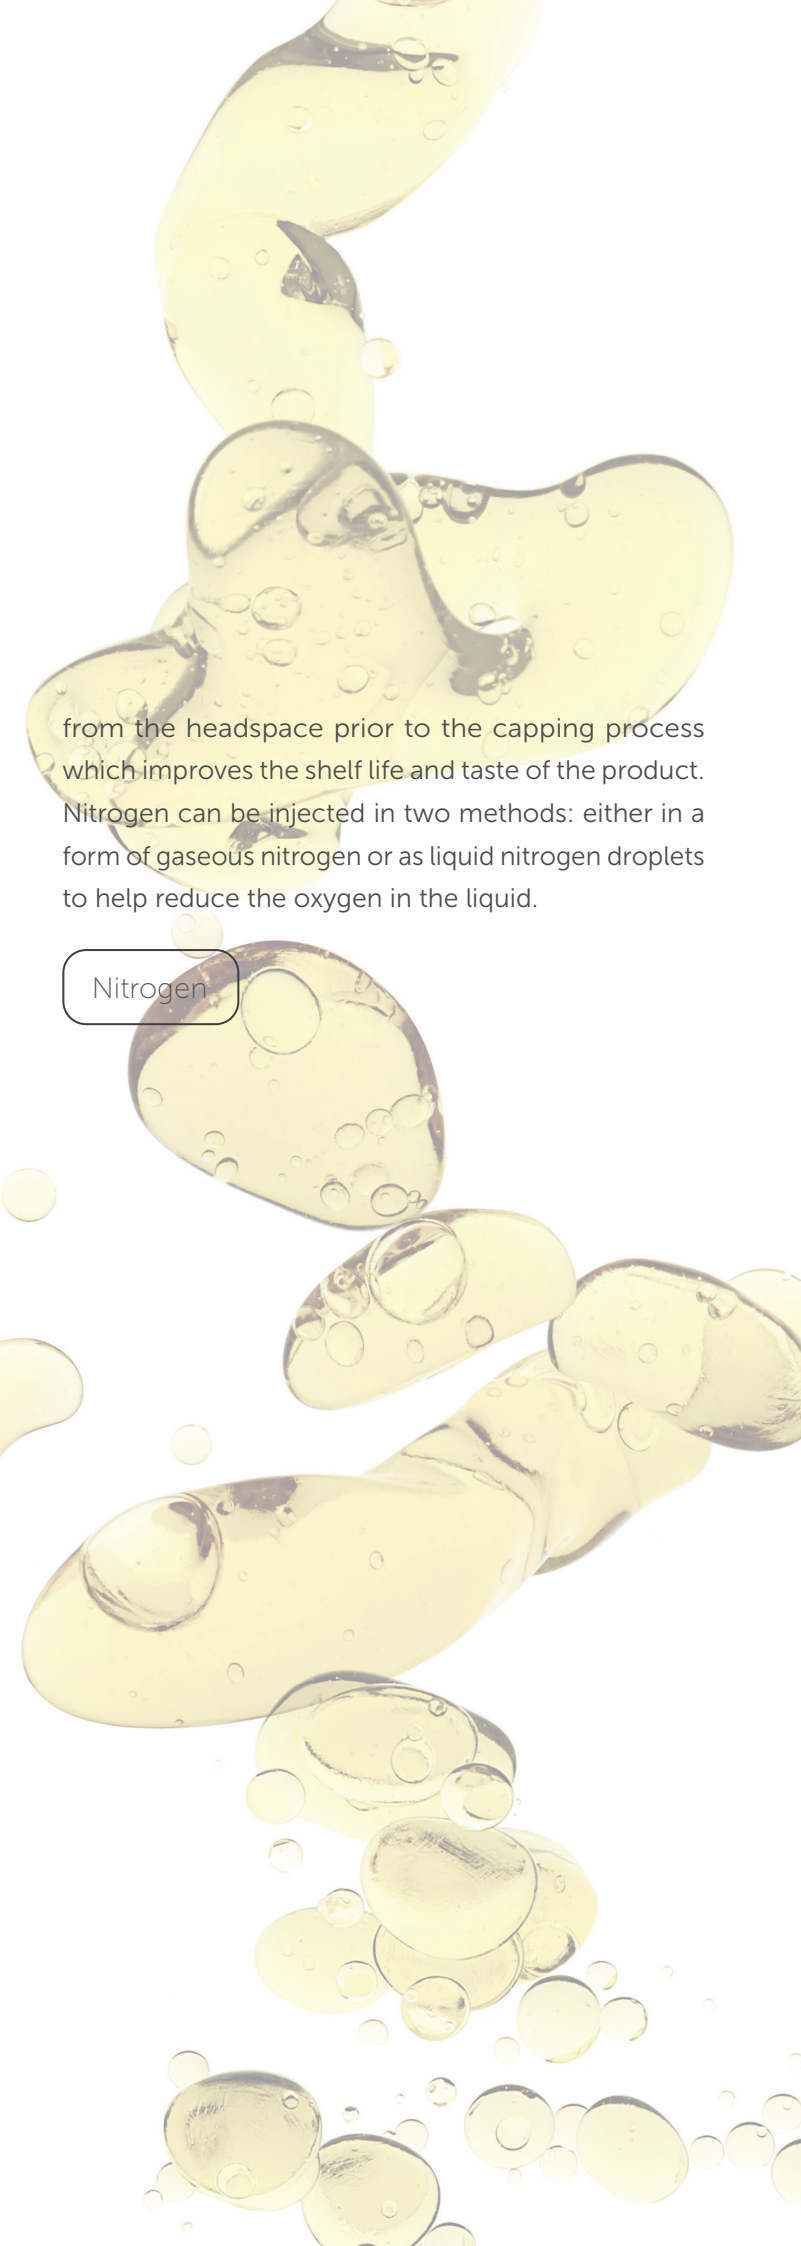 from the headspace prior to the capping process
which improves the shelf life and taste of the product.
Nitrogen can be injected in two methods: either in a
form of gaseous nitrogen or as liquid nitrogen droplets
to help reduce the oxygen in the liquid.
Nitrogen